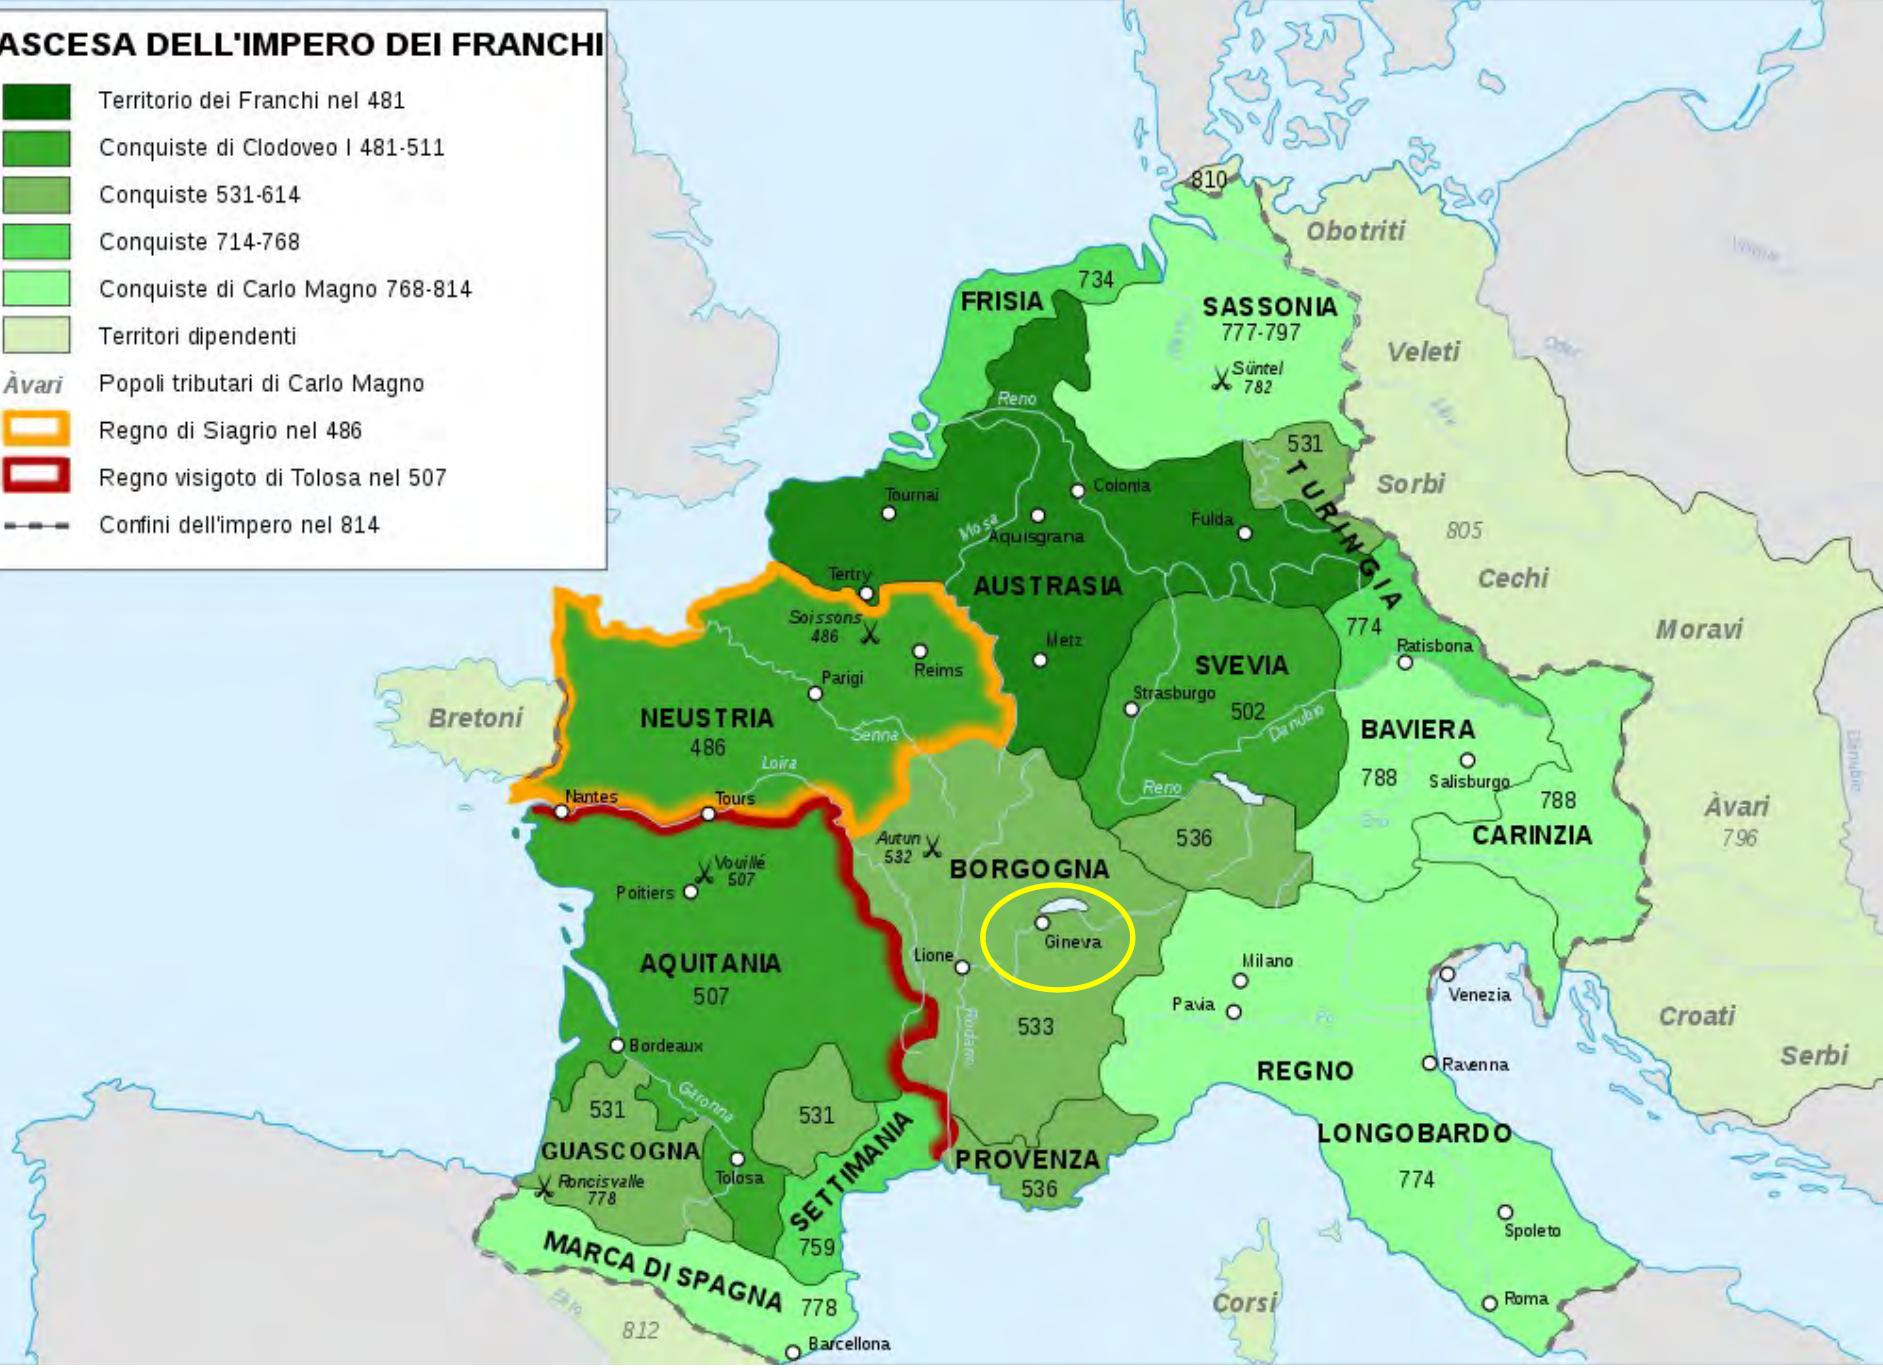 ASCESA DELL'IMPERO DEI FRANCHI
Territorio dei Franchi nel 481
Conquiste di Clodoveo I 481-511
Conquiste 531-614
Conquiste 714-768
Conquiste di Carlo Magno 768-814
Territori dipendenti
Àvari Popoli tributari di Carlo Magno
Regno di Siagrio nel 486
Regno visigoto di Tolosa nel 507
Confini dell'impero nel 814
810
Obotriti
734
FRISIA
SASSONIA
777-797
Veleti
Oder
Süntel
782
Reno
531
TURINGIA
Sorbi
805
Tournai
Colonia
Mosa
Aquisgrana
Fulda
Cechi
Tertry
AUSTRASIA
Soissons
486
Reims
Metz
774
Ratisbona
Moravi
Parigi
SVEVIA
502
Strasburgo
Danubio
Bretoni
NEUSTRIA
486
Senna
Loira
BAVIERA
788
Salisburgo
Danubio
Reno
Nantes
Tours
788
CARINZIA
Àvari
796
Autun
532
536
Vouillé
507
Poitiers
BORGOGNA
Ginevra
Lione
AQUITANIA
507
Milano
Pavia
Po
Venezia
533
Rodano
Croati
Serbi
Bordeaux
Ravenna
REGNO
LONGOBARDO
774
Garonna
531
531
GUASCOGNA
Roncisvalle
778
Tolosa
SETTIMANIA
759
PROVENZA
536
Spoleto
MARCA DI SPAGNA
778
Ebro
812
Barcellona
Corsi
Roma